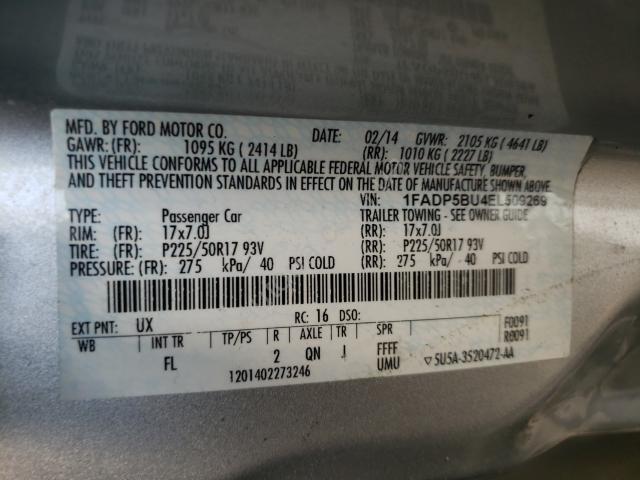 MFD. BY FORD MOTOR CO. DATE: 02/14 GVWR: 2105 KG ( 4641 LB)
GAWR: (FR): 1095 KG ( 2414 LB) (RR): 1010 KG ( 2227 LB)
THIS VEHICLE CONFORMS TO ALL APPLICABLE FEDERAL MOTOR VEHICLE SAFETY, BUMPER,
AND THEFT PREVENTION STANDARDS IN EFFECT ON THE DATE OF MANUFACTURE SHOWN ABOVE.
VIN: 1FADP5BU4EL509269
TYPE: Passenger Car TRAILER TOWING - SEE OWNER GUIDE
RIM: (FR): 17x7.0J (RR): 17x7.0J
TIRE: (FR): P225/50R17 93V (RR): P225/50R17 93V
PRESSURE: (FR): 275 kPa/ 40 PSI COLD (RR): 275 kPa/ 40 PSI COLD
EXT PNT: UX RC: 16 DSO: F0091
R0091
WB INT TR TP/PS R AXLE TR SPR
FL 2 QN J FFFF
UMU ▽ 5U5A-3520472-AA
1201402273246